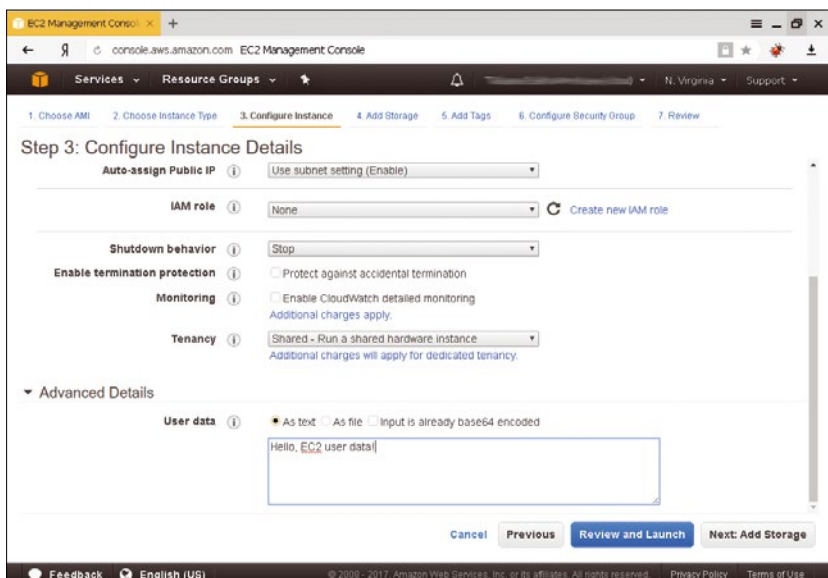 EC2 Management Consol
Я console.aws.amazon.com EC2 Management Console
Services Resource Groups N. Virginia Support
1. Choose AMI 2. Choose Instance Type 3. Configure Instance 4. Add Storage 5. Add Tags 6. Configure Security Group 7. Review
Step 3: Configure Instance Details
Auto-assign Public IP Use subnet setting (Enable)
IAM role None Create new IAM role
Shutdown behavior Stop
Enable termination protection Protect against accidental termination
Monitoring Enable CloudWatch detailed monitoring
Additional charges apply.
Tenancy Shared - Run a shared hardware instance
Additional charges will apply for dedicated tenancy.
Advanced Details
User data As text As file Input is already base64 encoded
Hello, EC2 user data!
Cancel Previous Review and Launch Next: Add Storage
Feedback English (US) © 2008 - 2017, Amazon Web Services, Inc. or its affiliates. All rights reserved. Privacy Policy Terms of Use